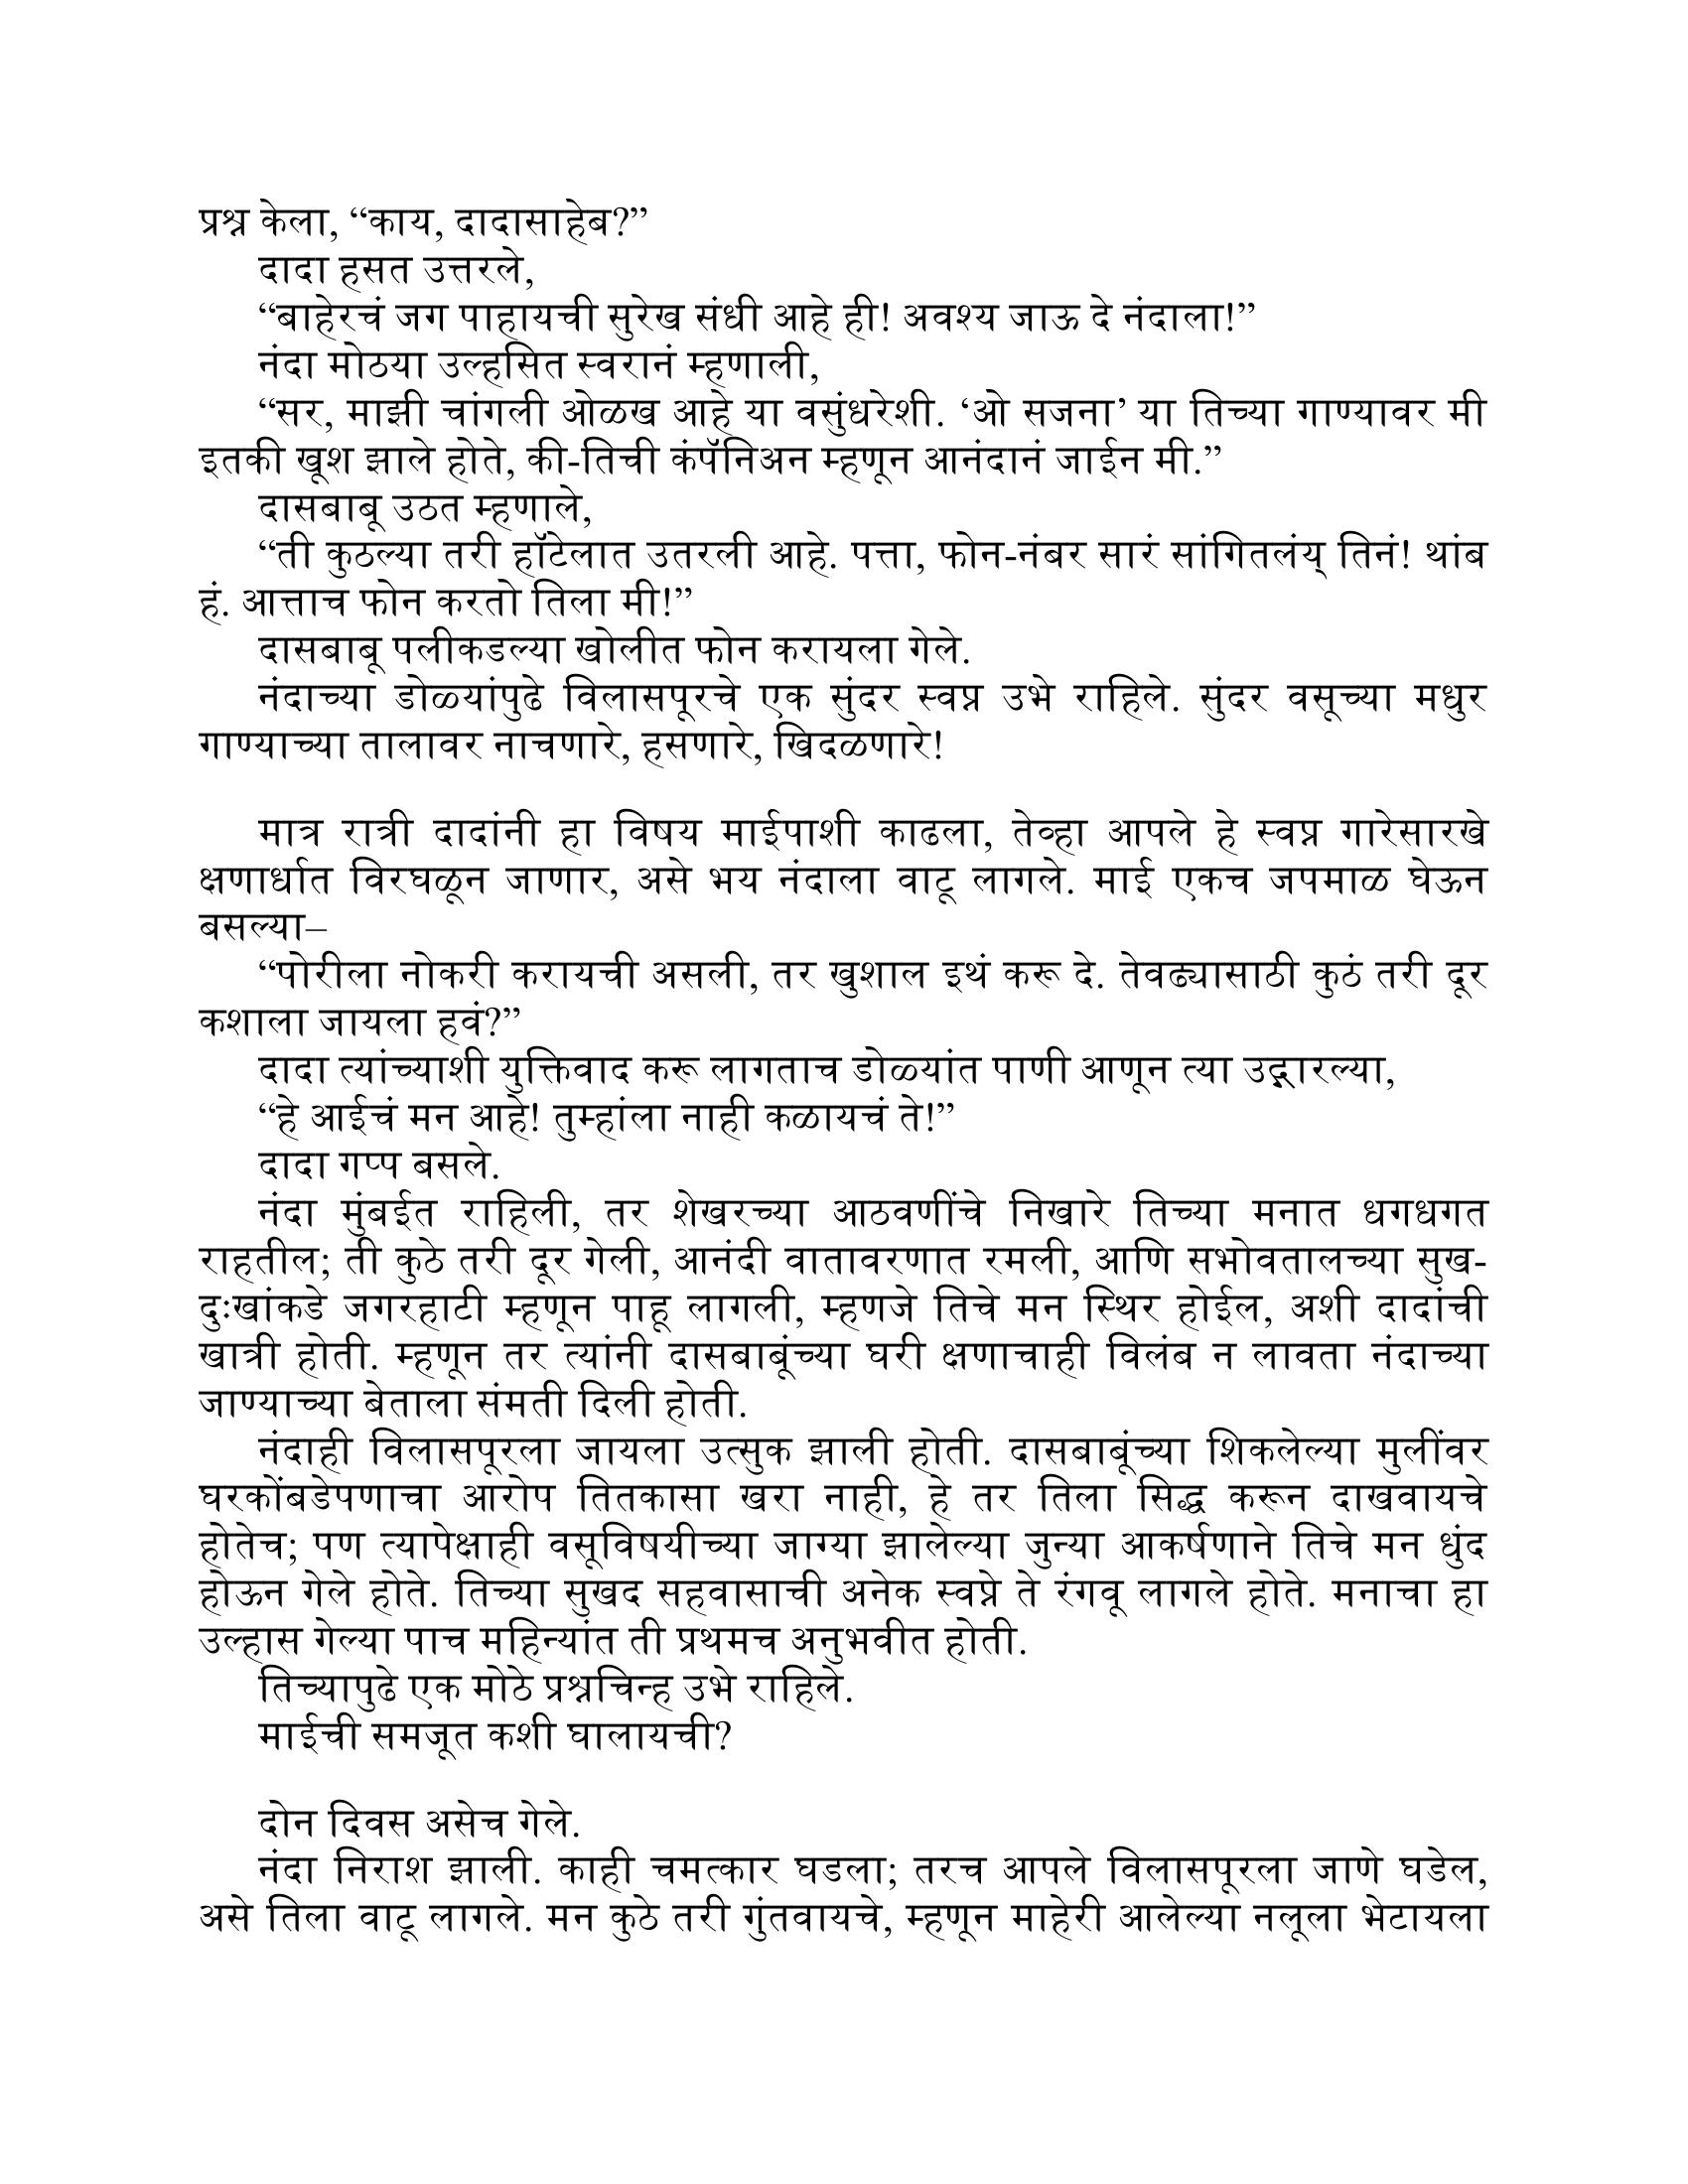 प्रश्न केला, “काय, दादासाहेब?”
दादा हसत उत्तरले,
“बाहेरचं जग पाहायची सुरेख संधी आहे ही! अवश्य जाऊ दे नंदाला!”
नंदा मोठया उल्हसित स्वरानं म्हणाली,
“सर, माझी चांगली ओळख आहे या वसुंधरेशी. ‘ओ सजना’ या तिच्या गाण्यावर मी
इतकी खूश झाले होते, की-तिची कंपॅनिअन म्हणून आनंदानं जाईन मी.”
दासबाबू उठत म्हणाले,
“ती कुठल्या तरी हॉटेलात उतरली आहे. पत्ता, फोन-नंबर सारं सांगितलंय् तिनं! थांब
हं. आत्ताच फोन करतो तिला मी!”
दासबाबू पलीकडल्या खोलीत फोन करायला गेले.
नंदाच्या डोळ्यांपुढे विलासपूरचे एक सुंदर स्वप्न उभे राहिले. सुंदर वसूच्या मधुर
गाण्याच्या तालावर नाचणारे, हसणारे, खिदळणारे!
मात्र रात्री दादांनी हा विषय माईपाशी काढला, तेव्हा आपले हे स्वप्न गारेसारखे
क्षणार्धात विरघळून जाणार, असे भय नंदाला वाटू लागले. माई एकच जपमाळ घेऊन
बसल्या–
“पोरीला नोकरी करायची असली, तर खुशाल इथं करू दे. तेवढ्यासाठी कुठं तरी दूर
कशाला जायला हवं?”
दादा त्यांच्याशी युक्तिवाद करू लागताच डोळ्यांत पाणी आणून त्या उद्गारल्या,
“हे आईचं मन आहे! तुम्हांला नाही कळायचं ते!”
दादा गप्प बसले.
नंदा मुंबईत राहिली, तर शेखरच्या आठवणींचे निखारे तिच्या मनात धगधगत
राहतील; ती कुठे तरी दूर गेली, आनंदी वातावरणात रमली, आणि सभोवतालच्या सुख-
दुःखांकडे जगरहाटी म्हणून पाहू लागली, म्हणजे तिचे मन स्थिर होईल, अशी दादांची
खात्री होती. म्हणून तर त्यांनी दासबाबूंच्या घरी क्षणाचाही विलंब न लावता नंदाच्या
जाण्याच्या बेताला संमती दिली होती.
नंदाही विलासपूरला जायला उत्सुक झाली होती. दासबाबूंच्या शिकलेल्या मुलींवर
घरकोंबडेपणाचा आरोप तितकासा खरा नाही, हे तर तिला सिद्ध करून दाखवायचे
होतेच; पण त्यापेक्षाही वसूविषयीच्या जाग्या झालेल्या जुन्या आकर्षणाने तिचे मन धुंद
होऊन गेले होते. तिच्या सुखद सहवासाची अनेक स्वप्ने ते रंगवू लागले होते. मनाचा हा
उल्हास गेल्या पाच महिन्यांत ती प्रथमच अनुभवीत होती.
तिच्यापुढे एक मोठे प्रश्नचिन्ह उभे राहिले.
माईची समजूत कशी घालायची?
दोन दिवस असेच गेले.
नंदा निराश झाली. काही चमत्कार घडला; तरच आपले विलासपूरला जाणे घडेल,
असे तिला वाटू लागले. मन कुठे तरी गुंतवायचे, म्हणून माहेरी आलेल्या नलूला भेटायला